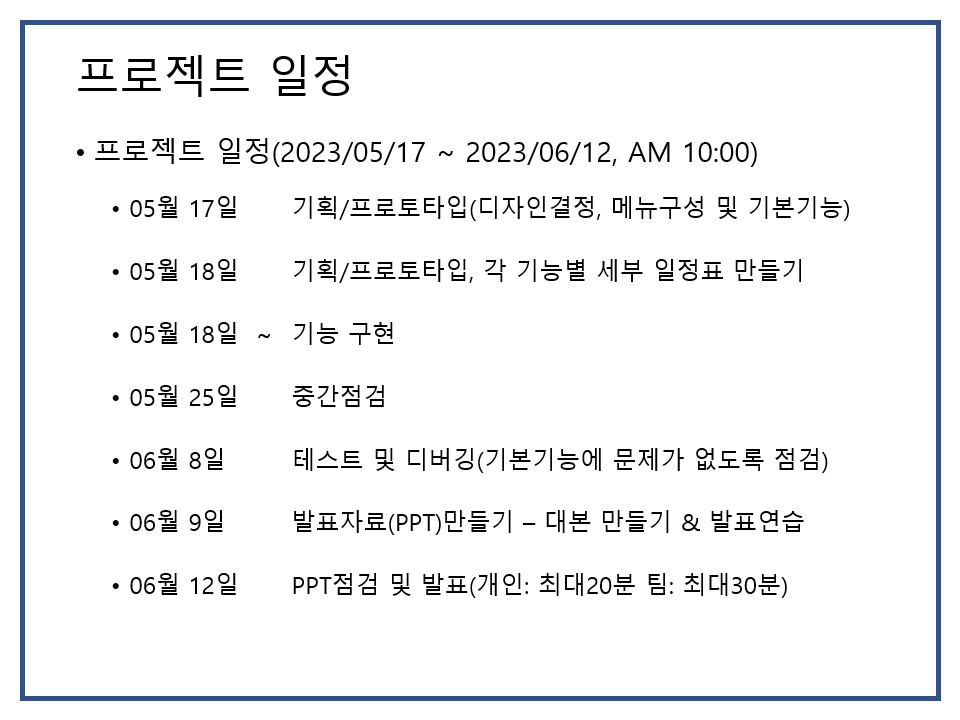 프로젝트 일정
• 프로젝트 일정(2023/05/17 ~ 2023/06/12, AM 10:00)
• 05월 17일 기획/프로토타입(디자인결정, 메뉴구성 및 기본기능)
• 05월 18일 기획/프로토타입, 각 기능별 세부 일정표 만들기
• 05월 18일 ~ 기능 구현
• 05월 25일 중간점검
• 06월 8일 테스트 및 디버깅(기본기능에 문제가 없도록 점검)
• 06월 9일 발표자료(PPT)만들기 – 대본 만들기 & 발표연습
• 06월 12일 PPT점검 및 발표(개인: 최대20분 팀: 최대30분)